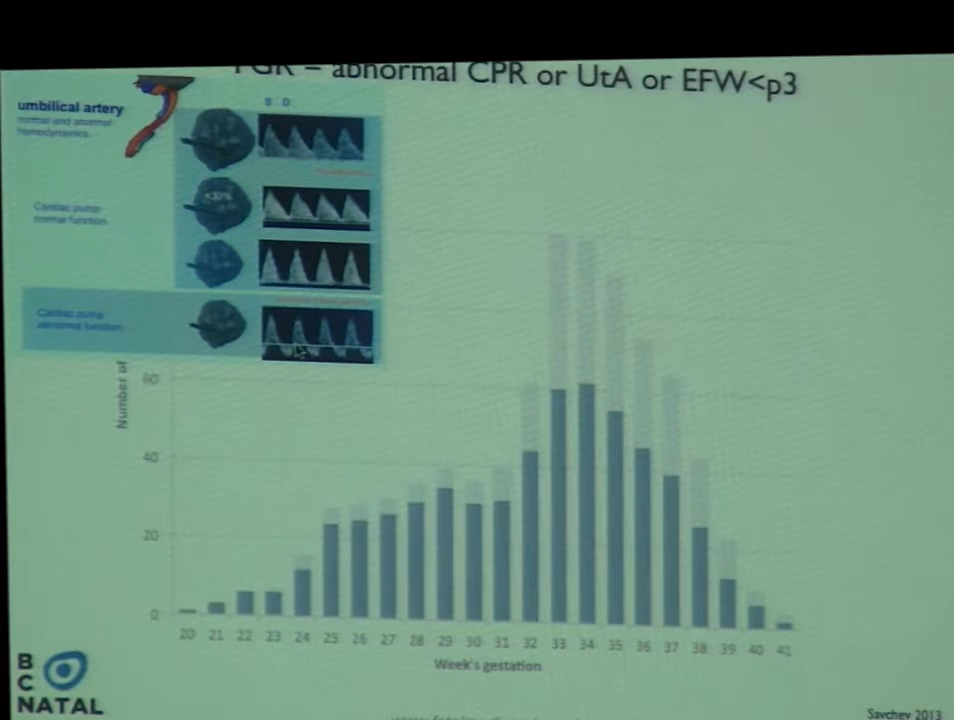 FGR – abnormal CPR or UtA or EFW<p3
umbilical artery
normal and anormal
hemodynamics
S D
<30%
Cardiac pump
normal function
Cardiac pump
abnormal function
Number of
60
40
20
0
20 21 22 23 24 25 26 27 28 29 30 31 32 33 34 35 36 37 38 39 40 41
Week's gestation
B
C
NATAL
Savchev 2013